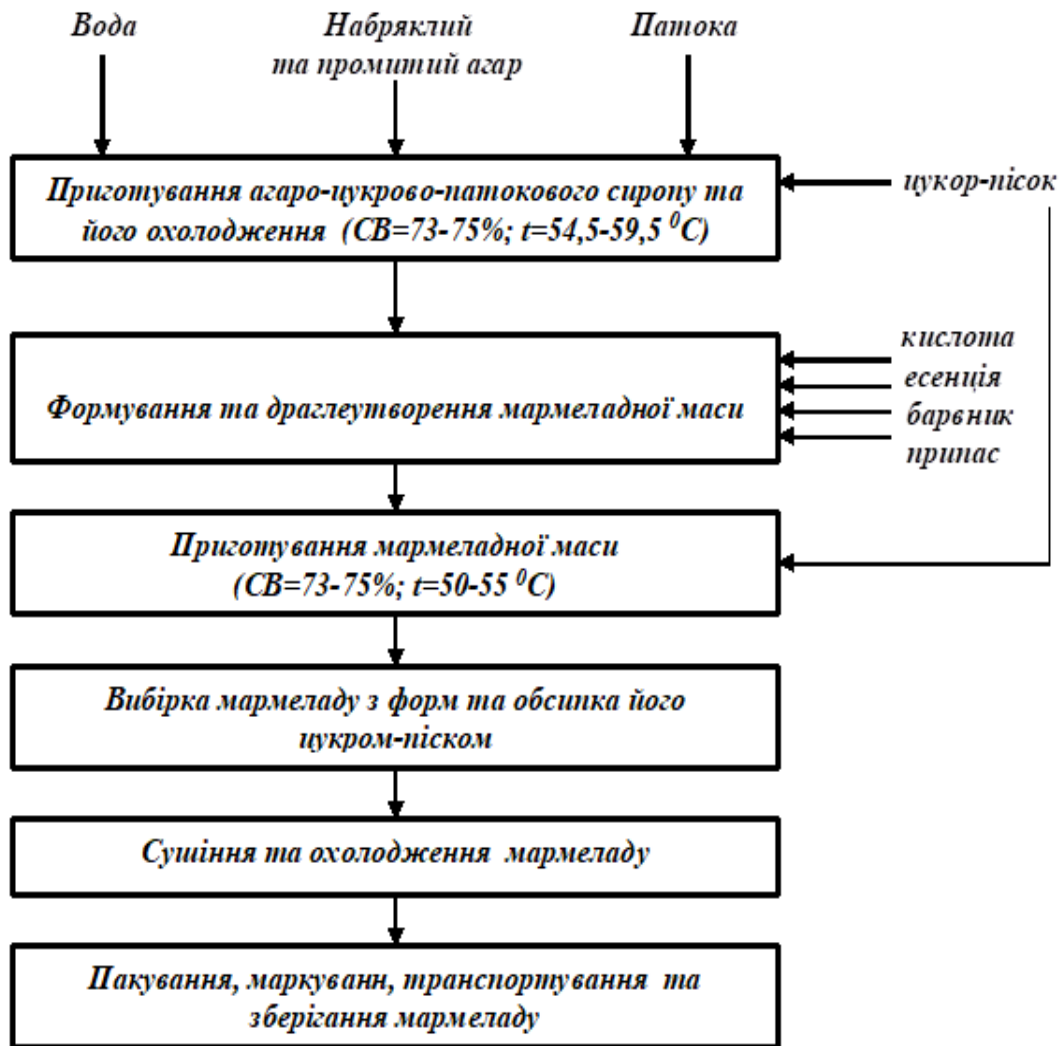 Вода
Набряклий
та промитий агар
Патока
Приготування агаро-цукрово-патокового сиропу та
його охолодження (СВ=73-75%; t=54,5-59,5 ⁰С)
цукор-пісок
Формування та драглеутворення мармеладної маси
кислота
есенція
барвник
припас
Приготування мармеладної маси
(СВ=73-75%; t=50-55 ⁰С)
Вибірка мармеладу з форм та обсипка його
цукром-піском
Сушіння та охолодження мармеладу
Пакування, маркуванн, транспортування та
зберігання мармеладу